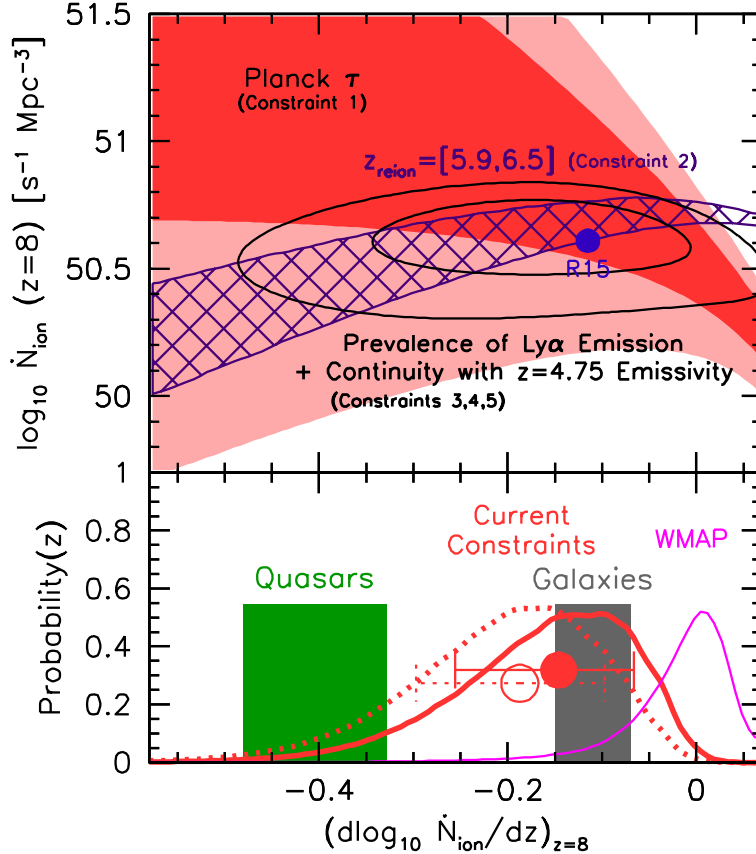 log₁₀ Ṅᵢₒₙ (z=8) [s⁻¹ Mpc⁻³]
51.5
51
50.5
50
Planck τ
(Constraint 1)
z_reion=[5.9,6.5] (Constraint 2)
R15
Prevalence of Lyα Emission
+ Continuity with z=4.75 Emissivity
(Constraints 3,4,5)
Probability(z)
1
0.8
0.6
0.4
0.2
0
Current
Constraints
WMAP
Quasars
Galaxies
−0.4
−0.2
0
(dlog₁₀ Ṅᵢₒₙ/dz)_z=8